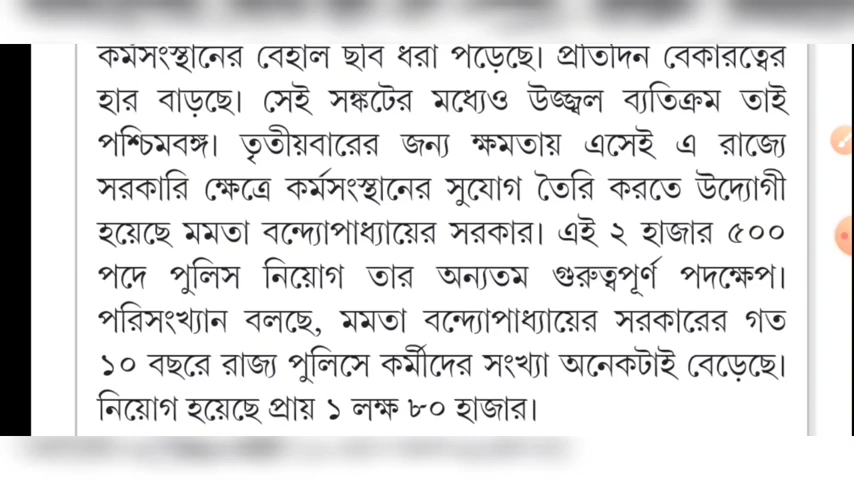 কর্মসংস্থানের বেহাল ছবি ধরা পড়েছে। প্রতিদিন বেকারত্বের
হার বাড়ছে। সেই সঙ্কটের মধ্যেও উজ্জ্বল ব্যতিক্রম তাই
পশ্চিমবঙ্গ। তৃতীয়বারের জন্য ক্ষমতায় এসেই এ রাজ্যে
সরকারি ক্ষেত্রে কর্মসংস্থানের সুযোগ তৈরি করতে উদ্যোগী
হয়েছে মমতা বন্দ্যোপাধ্যায়ের সরকার। এই ২ হাজার ৫০০
পদে পুলিস নিয়োগ তার অন্যতম গুরুত্বপূর্ণ পদক্ষেপ।
পরিসংখ্যান বলছে, মমতা বন্দ্যোপাধ্যায়ের সরকারের গত
১০ বছরে রাজ্য পুলিসে কর্মীদের সংখ্যা অনেকটাই বেড়েছে।
নিয়োগ হয়েছে প্রায় ১ লক্ষ ৮০ হাজার।